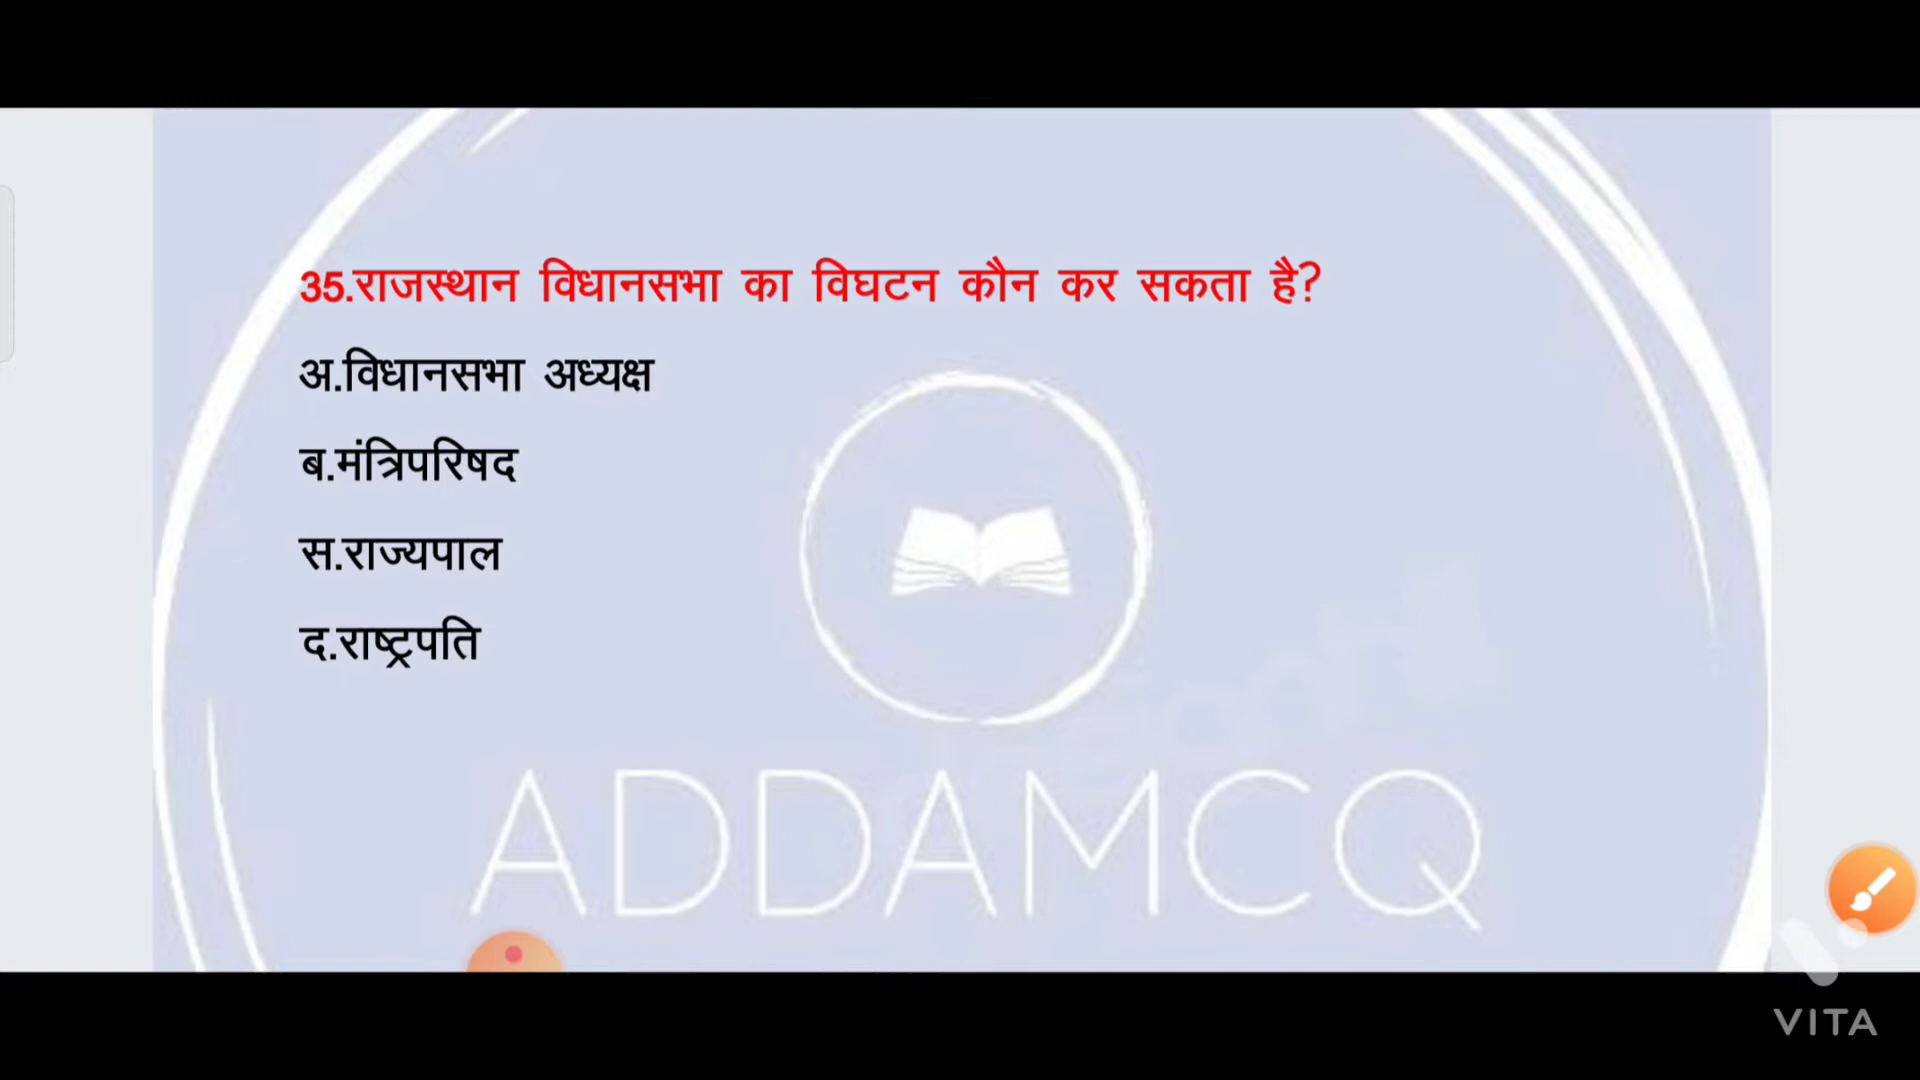 35.राजस्थान विधानसभा का विघटन कौन कर सकता है?
अ.विधानसभा अध्यक्ष
ब.मंत्रिपरिषद
स.राज्यपाल
द.राष्ट्रपति
ADDAMCQ
VITA